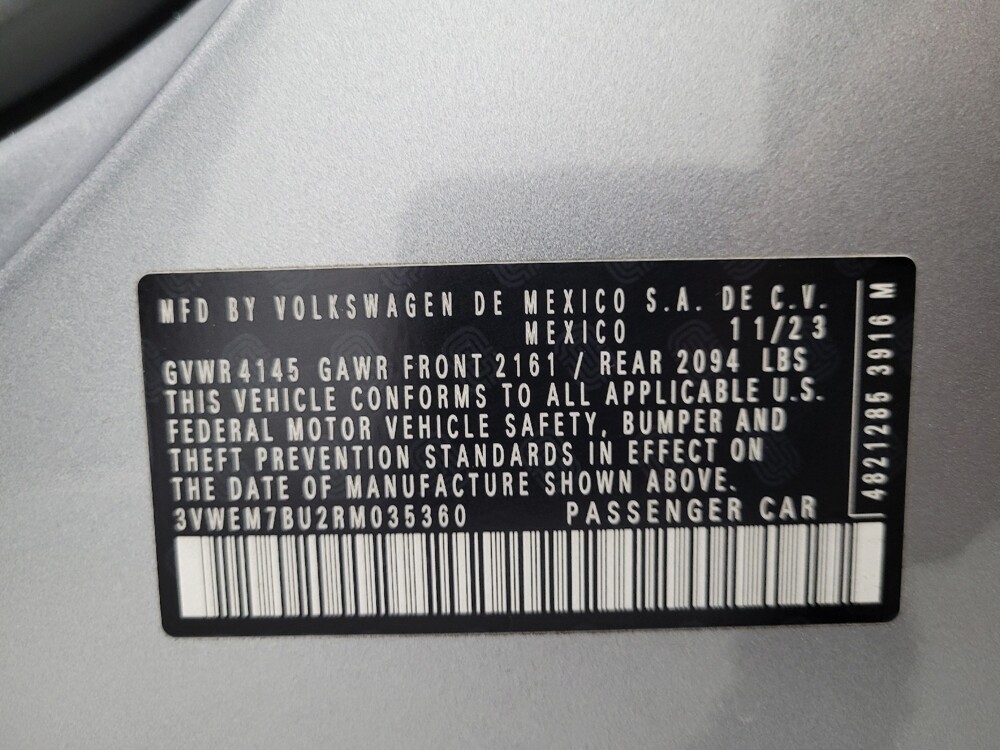 MFD BY VOLKSWAGEN DE MEXICO S.A. DE C.V.
MEXICO 11/23
GVWR 4145 GAWR FRONT 2161 / REAR 2094 LBS
THIS VEHICLE CONFORMS TO ALL APPLICABLE U.S.
FEDERAL MOTOR VEHICLE SAFETY, BUMPER AND
THEFT PREVENTION STANDARDS IN EFFECT ON
THE DATE OF MANUFACTURE SHOWN ABOVE.
3VWEM7BU2RM035360 PASSENGER CAR
4821285 3916 M